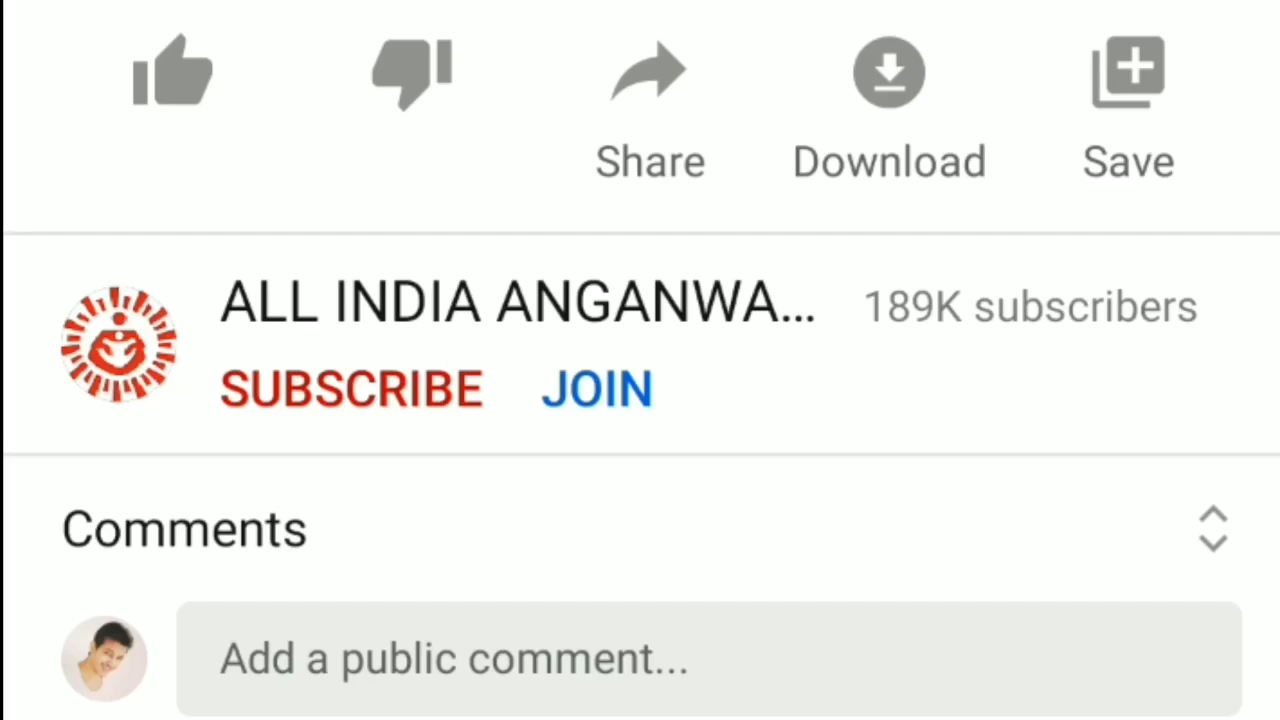 Share Download Save
ALL INDIA ANGANWA... 189K subscribers
SUBSCRIBE JOIN
Comments
Add a public comment...